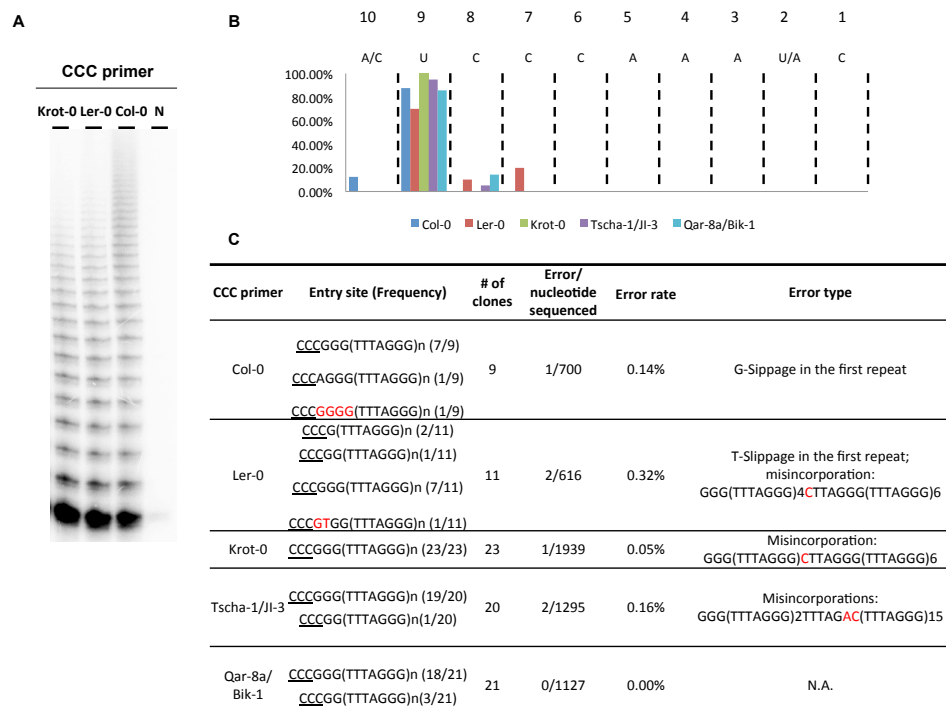 A
CCC primer
Krot-0 Ler-0 Col-0 N
B
10 9 8 7 6 5 4 3 2 1
A/C U C C C A A A U/A C
100.00%
80.00%
60.00%
40.00%
20.00%
0.00%
Col-0 Ler-0 Krot-0 Tscha-1/JI-3 Qar-8a/Bik-1
C
CCC primer Entry site (Frequency) # of clones Error/ nucleotide sequenced Error rate Error type
Col-0
CCCGGG(TTTAGGG)n (7/9)
CCCAGGG(TTTAGGG)n (1/9)
CCCGGGG(TTTAGGG)n (1/9)
9 1/700 0.14% G-Sippage in the first repeat
Ler-0
CCCG(TTTAGGG)n (2/11)
CCCGG(TTTAGGG)n(1/11)
CCCGGG(TTTAGGG)n (7/11)
CCCGTGG(TTTAGGG)n (1/11)
11 2/616 0.32%
T-Slippage in the first repeat;
misincorporation:
GGG(TTTAGGG)4CTTAGGG(TTTAGGG)6
Krot-0 CCCGGG(TTTAGGG)n (23/23) 23 1/1939 0.05%
Misincorporation:
GGG(TTTAGGG)CTTAGGG(TTTAGGG)6
Tscha-1/JI-3
CCCGGG(TTTAGGG)n (19/20)
CCCGG(TTTAGGG)n(1/20)
20 2/1295 0.16%
Misincorporations:
GGG(TTTAGGG)2TTTAGAC(TTTAGGG)15
Qar-8a/
Bik-1
CCCGGG(TTTAGGG)n (18/21)
CCCGG(TTTAGGG)n(3/21)
21 0/1127 0.00% N.A.